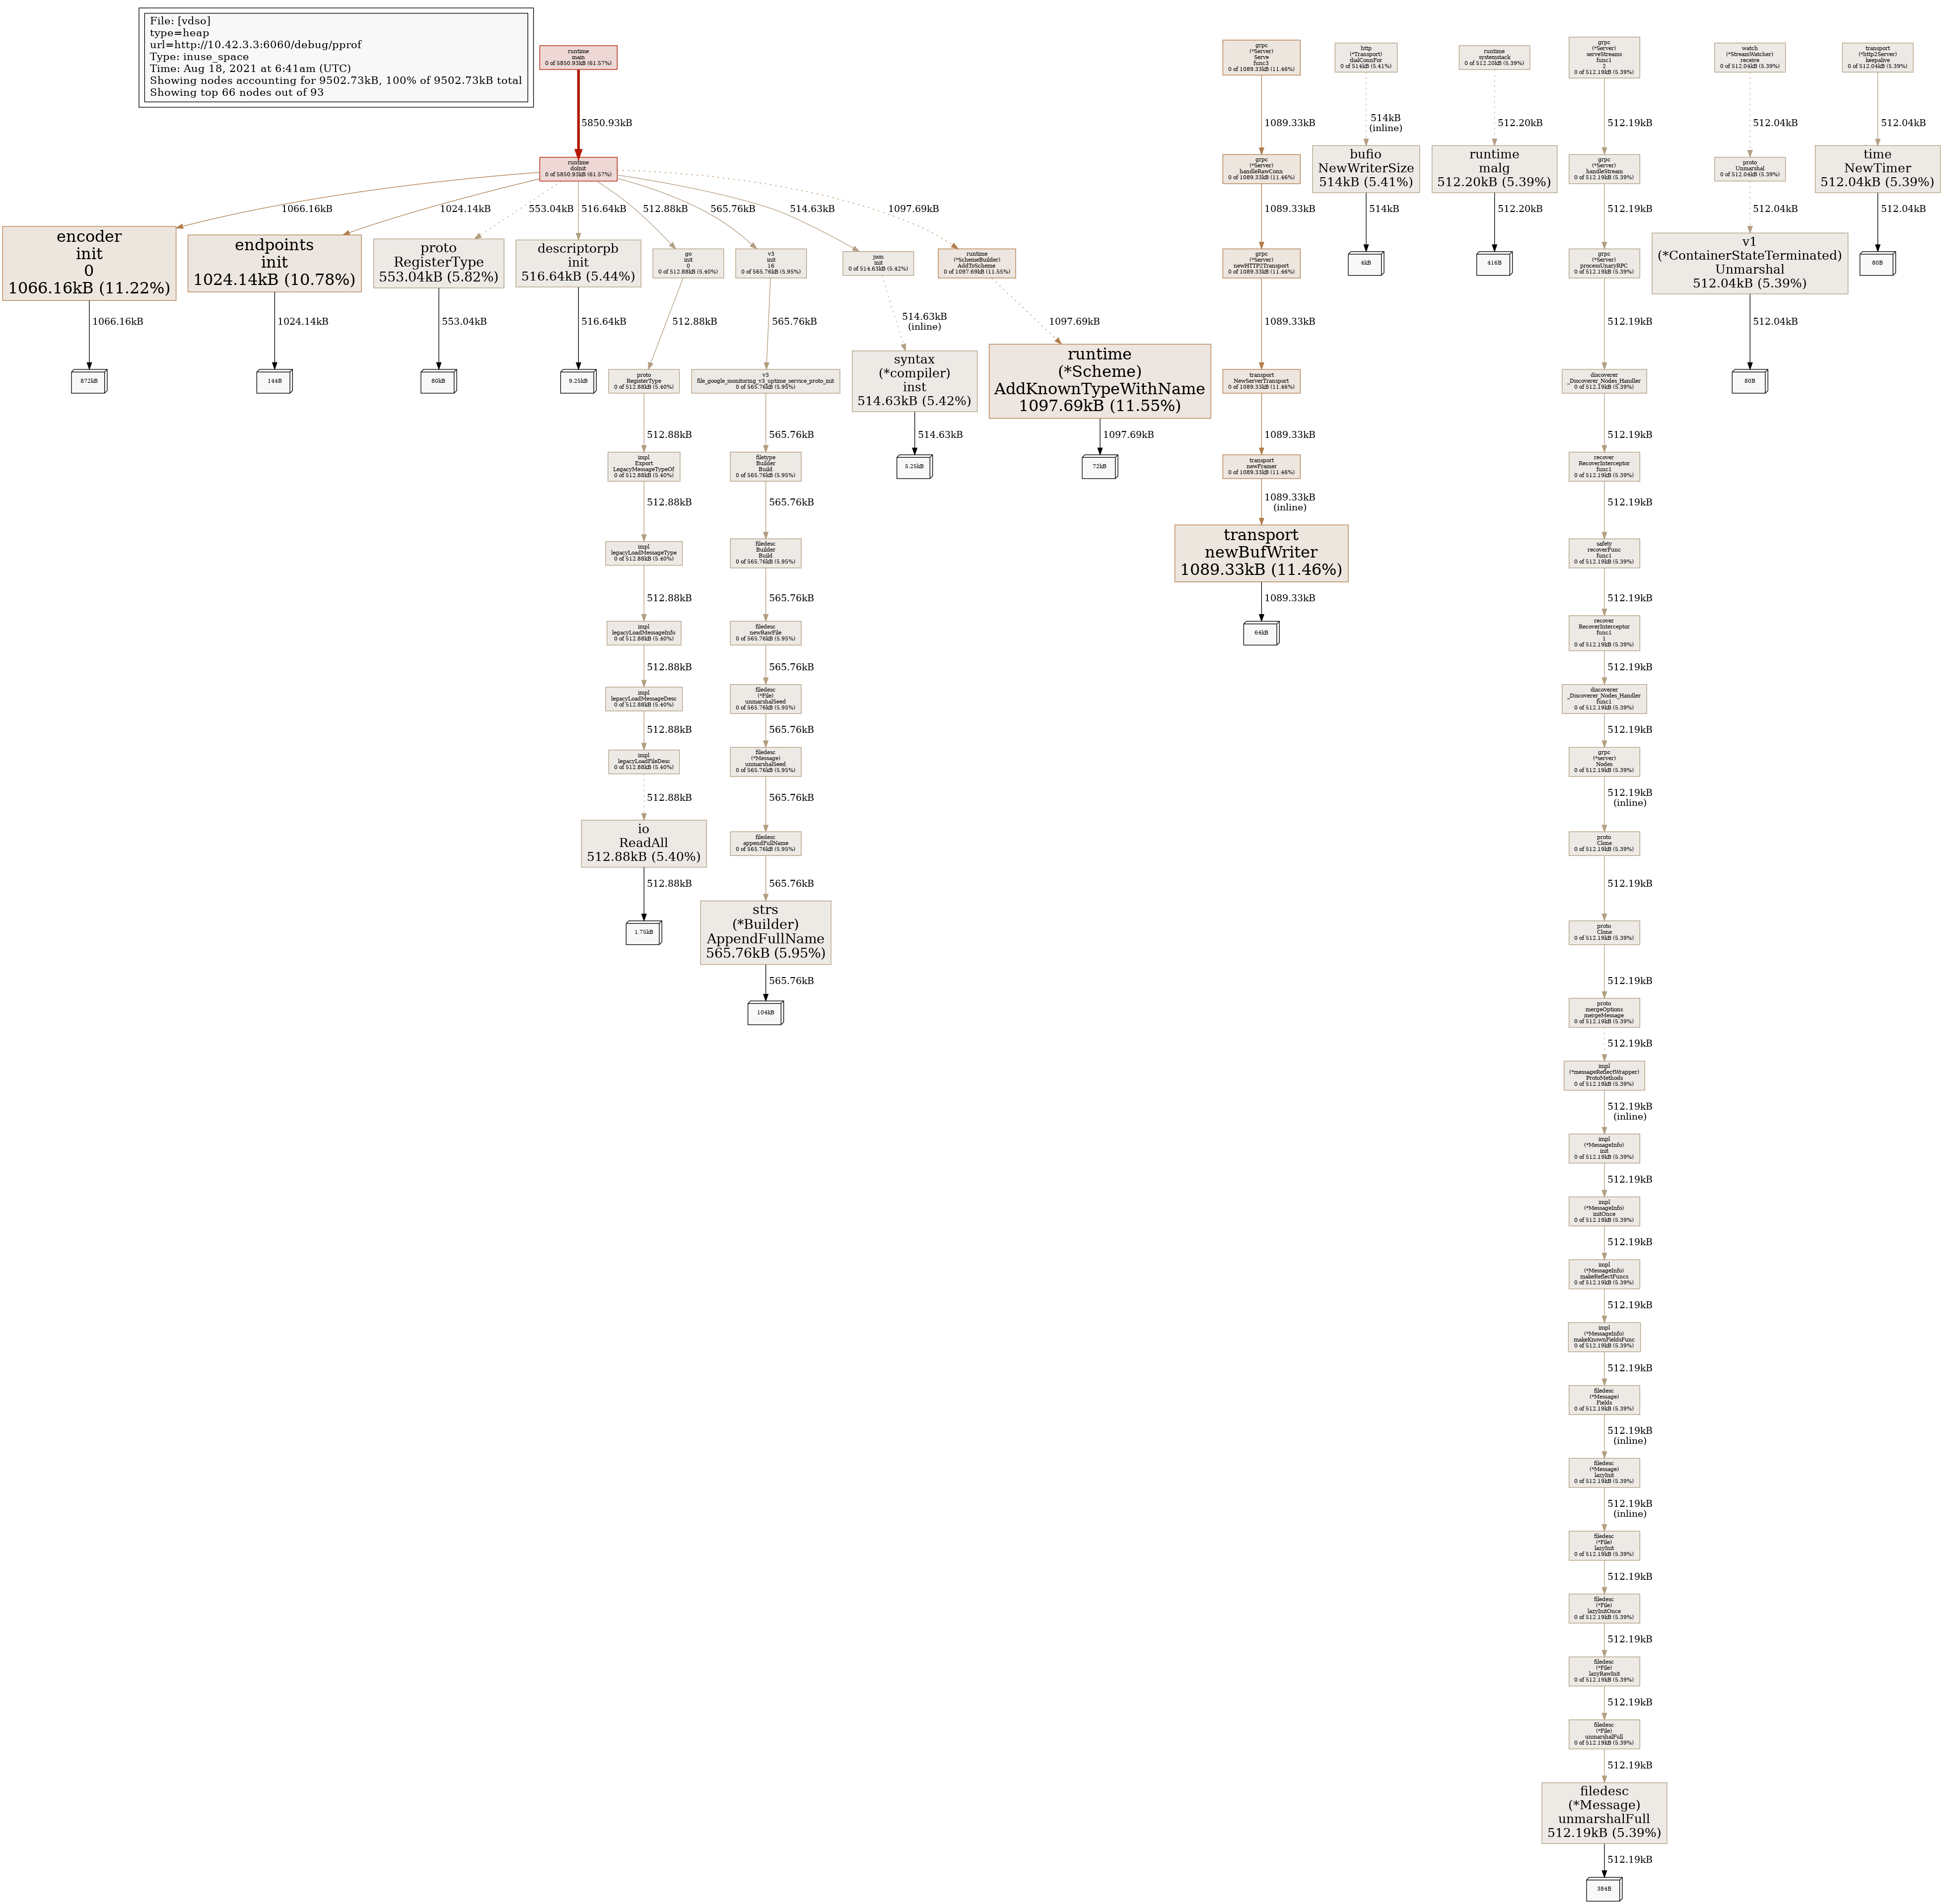 File: [vdso]
type=heap
url=http://10.42.3.3:6060/debug/pprof
Type: inuse_space
Time: Aug 18, 2021 at 6:41am (UTC)
Showing nodes accounting for 9502.73kB, 100% of 9502.73kB total
Showing top 66 nodes out of 93
runtime
main
0 of 5850.93kB (61.57%)
5850.93kB
runtime
doInit
0 of 5850.93kB (61.57%)
1066.16kB
1024.14kB
553.04kB
516.64kB
512.88kB
565.76kB
514.63kB
1097.69kB
encoder
init
0
1066.16kB (11.22%)
1066.16kB
872kB
endpoints
init
1024.14kB (10.78%)
1024.14kB
144B
proto
RegisterType
553.04kB (5.82%)
553.04kB
80kB
descriptorpb
init
516.64kB (5.44%)
516.64kB
9.25kB
go
init
0
0 of 512.88kB (5.40%)
512.88kB
proto
RegisterType
0 of 512.88kB (5.40%)
512.88kB
impl
Export
LegacyMessageTypeOf
0 of 512.88kB (5.40%)
512.88kB
impl
legacyLoadMessageType
0 of 512.88kB (5.40%)
512.88kB
impl
legacyLoadMessageInfo
0 of 512.88kB (5.40%)
512.88kB
impl
legacyLoadMessageDesc
0 of 512.88kB (5.40%)
512.88kB
impl
legacyLoadFileDesc
0 of 512.88kB (5.40%)
512.88kB
io
ReadAll
512.88kB (5.40%)
512.88kB
1.75kB
v3
init
16
0 of 565.76kB (5.95%)
565.76kB
v3
file_google_monitoring_v3_uptime_service_proto_init
0 of 565.76kB (5.95%)
565.76kB
filetype
Builder
Build
0 of 565.76kB (5.95%)
565.76kB
filedesc
Builder
Build
0 of 565.76kB (5.95%)
565.76kB
filedesc
newRawFile
0 of 565.76kB (5.95%)
565.76kB
filedesc
(*File)
unmarshalSeed
0 of 565.76kB (5.95%)
565.76kB
filedesc
(*Message)
unmarshalSeed
0 of 565.76kB (5.95%)
565.76kB
filedesc
appendFullName
0 of 565.76kB (5.95%)
565.76kB
strs
(*Builder)
AppendFullName
565.76kB (5.95%)
565.76kB
104kB
json
init
0 of 514.63kB (5.42%)
514.63kB
(inline)
syntax
(*compiler)
inst
514.63kB (5.42%)
514.63kB
5.25kB
runtime
(*SchemeBuilder)
AddToScheme
0 of 1097.69kB (11.55%)
1097.69kB
runtime
(*Scheme)
AddKnownTypeWithName
1097.69kB (11.55%)
1097.69kB
72kB
grpc
(*Server)
Serve
func3
0 of 1089.33kB (11.46%)
1089.33kB
grpc
(*Server)
handleRawConn
0 of 1089.33kB (11.46%)
1089.33kB
grpc
(*Server)
newHTTP2Transport
0 of 1089.33kB (11.46%)
1089.33kB
transport
NewServerTransport
0 of 1089.33kB (11.46%)
1089.33kB
transport
newFramer
0 of 1089.33kB (11.46%)
1089.33kB
(inline)
transport
newBufWriter
1089.33kB (11.46%)
1089.33kB
64kB
http
(*Transport)
dialConnFor
0 of 514kB (5.41%)
514kB
(inline)
bufio
NewWriterSize
514kB (5.41%)
514kB
4kB
runtime
systemstack
0 of 512.20kB (5.39%)
512.20kB
runtime
malg
512.20kB (5.39%)
512.20kB
416B
grpc
(*Server)
serveStreams
func1
2
0 of 512.19kB (5.39%)
512.19kB
grpc
(*Server)
handleStream
0 of 512.19kB (5.39%)
512.19kB
grpc
(*Server)
processUnaryRPC
0 of 512.19kB (5.39%)
512.19kB
discoverer
_Discoverer_Nodes_Handler
0 of 512.19kB (5.39%)
512.19kB
recover
RecoverInterceptor
func1
0 of 512.19kB (5.39%)
512.19kB
safety
recoverFunc
func1
0 of 512.19kB (5.39%)
512.19kB
recover
RecoverInterceptor
func1
1
0 of 512.19kB (5.39%)
512.19kB
discoverer
_Discoverer_Nodes_Handler
func1
0 of 512.19kB (5.39%)
512.19kB
grpc
(*server)
Nodes
0 of 512.19kB (5.39%)
512.19kB
(inline)
proto
Clone
0 of 512.19kB (5.39%)
512.19kB
proto
Clone
0 of 512.19kB (5.39%)
512.19kB
proto
mergeOptions
mergeMessage
0 of 512.19kB (5.39%)
512.19kB
impl
(*messageReflectWrapper)
ProtoMethods
0 of 512.19kB (5.39%)
512.19kB
(inline)
impl
(*MessageInfo)
init
0 of 512.19kB (5.39%)
512.19kB
impl
(*MessageInfo)
initOnce
0 of 512.19kB (5.39%)
512.19kB
impl
(*MessageInfo)
makeReflectFuncs
0 of 512.19kB (5.39%)
512.19kB
impl
(*MessageInfo)
makeKnownFieldsFunc
0 of 512.19kB (5.39%)
512.19kB
filedesc
(*Message)
Fields
0 of 512.19kB (5.39%)
512.19kB
(inline)
filedesc
(*Message)
lazyInit
0 of 512.19kB (5.39%)
512.19kB
(inline)
filedesc
(*File)
lazyInit
0 of 512.19kB (5.39%)
512.19kB
filedesc
(*File)
lazyInitOnce
0 of 512.19kB (5.39%)
512.19kB
filedesc
(*File)
lazyRawInit
0 of 512.19kB (5.39%)
512.19kB
filedesc
(*File)
unmarshalFull
0 of 512.19kB (5.39%)
512.19kB
filedesc
(*Message)
unmarshalFull
512.19kB (5.39%)
512.19kB
384B
watch
(*StreamWatcher)
receive
0 of 512.04kB (5.39%)
512.04kB
proto
Unmarshal
0 of 512.04kB (5.39%)
512.04kB
v1
(*ContainerStateTerminated)
Unmarshal
512.04kB (5.39%)
512.04kB
80B
transport
(*http2Server)
keepalive
0 of 512.04kB (5.39%)
512.04kB
time
NewTimer
512.04kB (5.39%)
512.04kB
80B